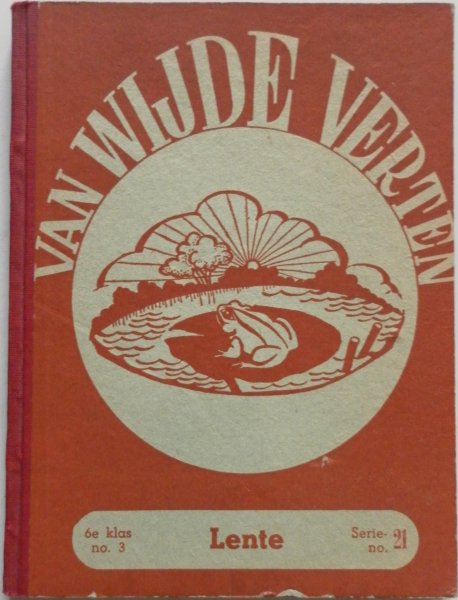 VAN WIJDE VERTEN
6e klas
no. 3
Lente
Serie-
no. 21